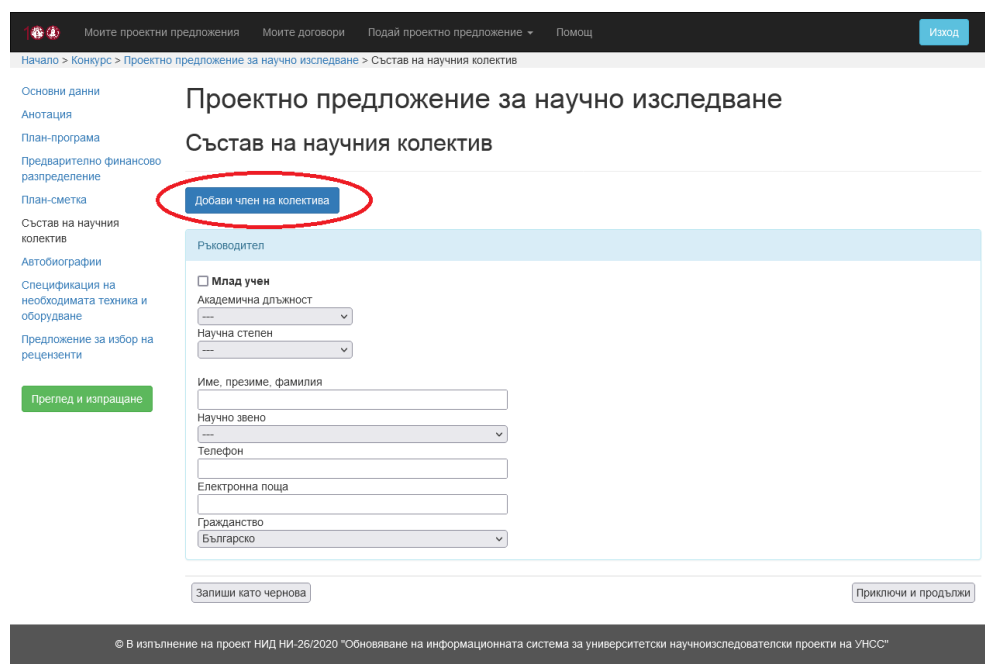 Моите проектни предложения Моите договори Подай проектно предложение Помощ Изход
Начало > Конкурс > Проектно предложение за научно изследване > Състав на научния колектив
Основни данни
Анотация
План-програма
Предварително финансово
разпределение
План-сметка
Състав на научния
колектив
Автобиографии
Спецификация на
необходимата техника и
оборудване
Предложение за избор на
рецензенти
Преглед и изпращане
Проектно предложение за научно изследване
Състав на научния колектив
Добави член на колектива
Ръководител
Млад учен
Академична длъжност
---
Научна степен
---
Име, презиме, фамилия
Научно звено
---
Телефон
Електронна поща
Гражданство
Българско
Запиши като чернова
Приключи и продължи
© В изпълнение на проект НИД НИ-26/2020 "Обновяване на информационната система за университетски научноизследователски проекти на УНСС"